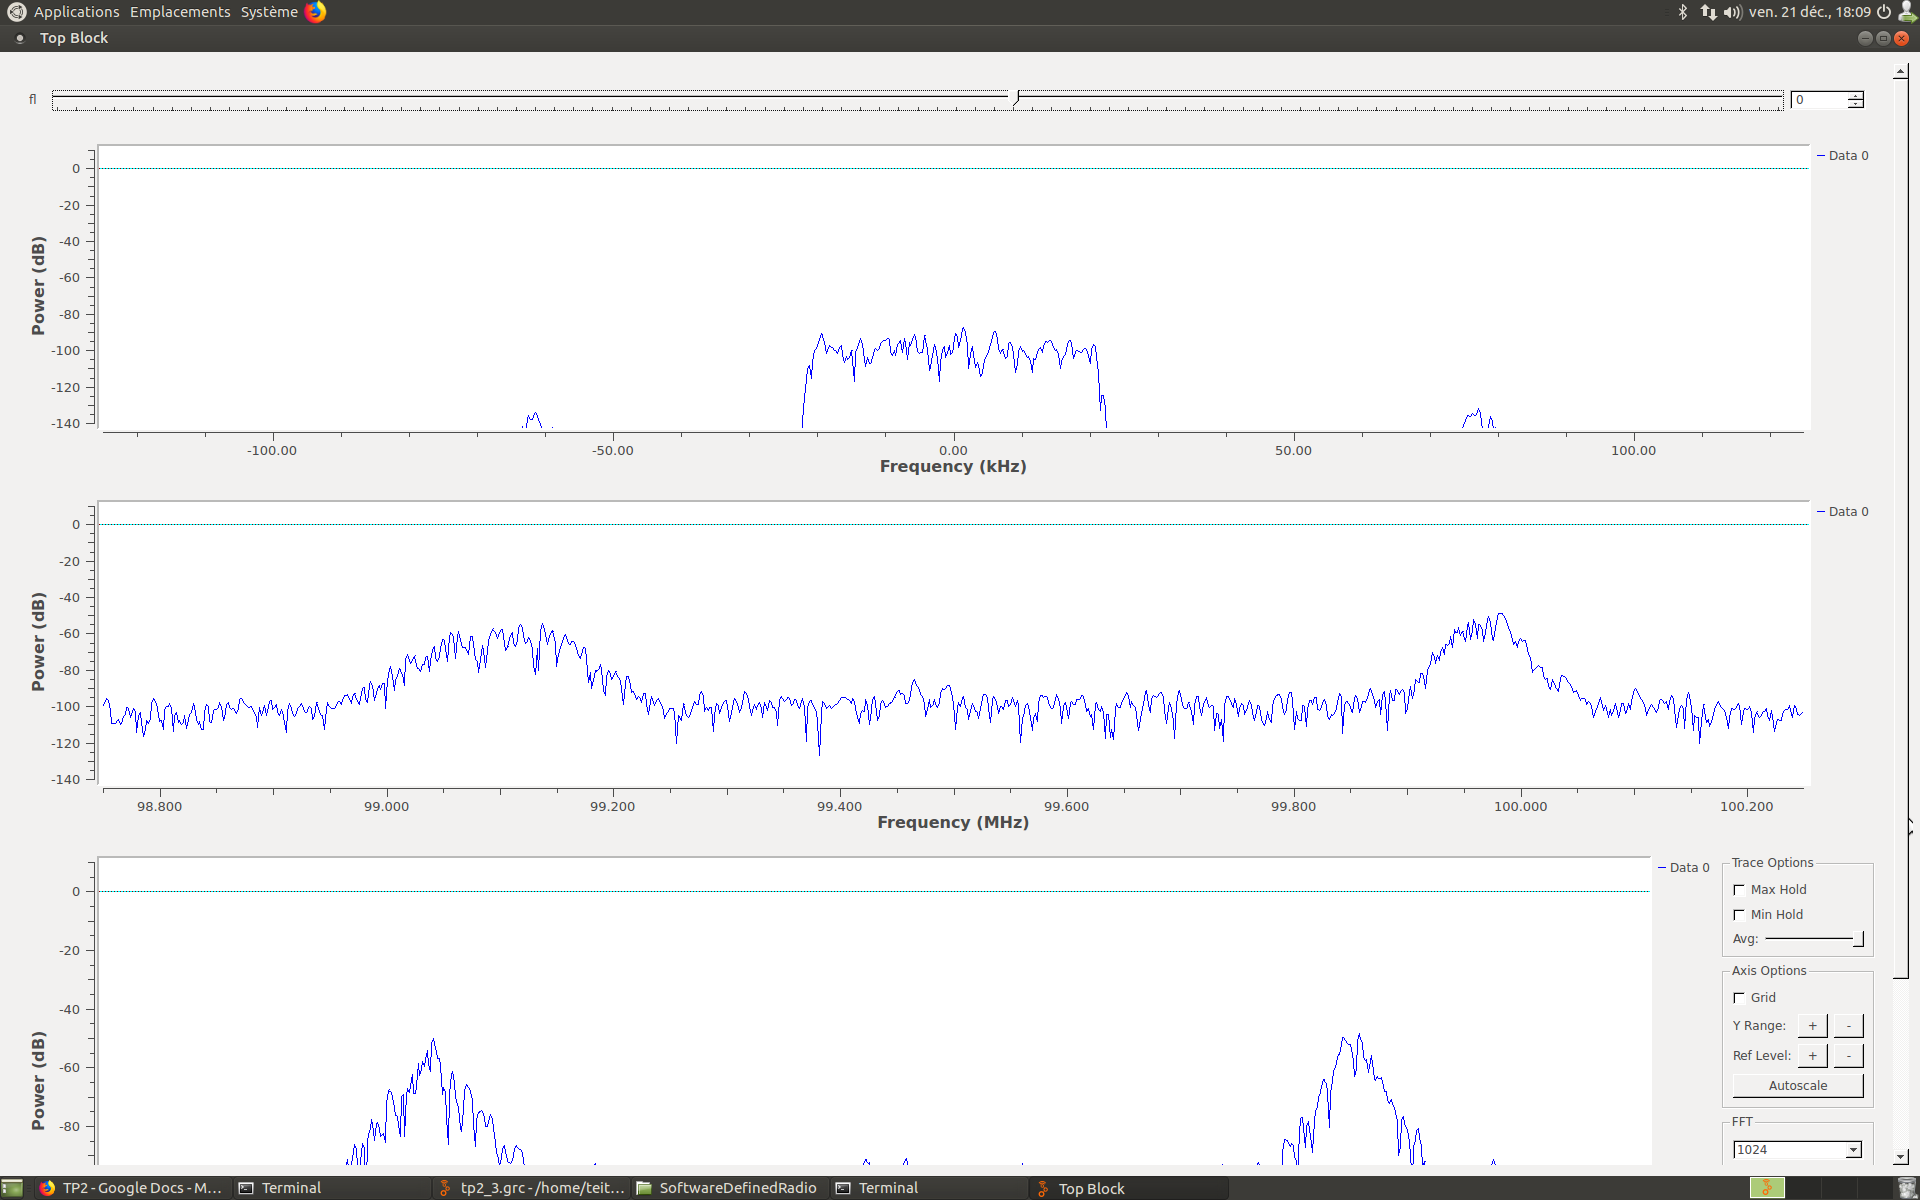 Applications Emplacements Système ven. 21 déc., 18:09
Top Block
fl 0
Data 0
0
-20
-40
-60
-80
-100
-120
-140
Power (dB)
-100.00 -50.00 0.00 50.00 100.00
Frequency (kHz)
Data 0
0
-20
-40
-60
-80
-100
-120
-140
Power (dB)
98.800 99.000 99.200 99.400 99.600 99.800 100.000 100.200
Frequency (MHz)
Data 0
0
-20
-40
-60
-80
Power (dB)
Trace Options
Max Hold
Min Hold
Avg:
Axis Options
Grid
Y Range: + -
Ref Level: + -
Autoscale
FFT
1024
TP2 - Google Docs - M... Terminal tp2_3.grc - /home/teit... SoftwareDefinedRadio Terminal Top Block